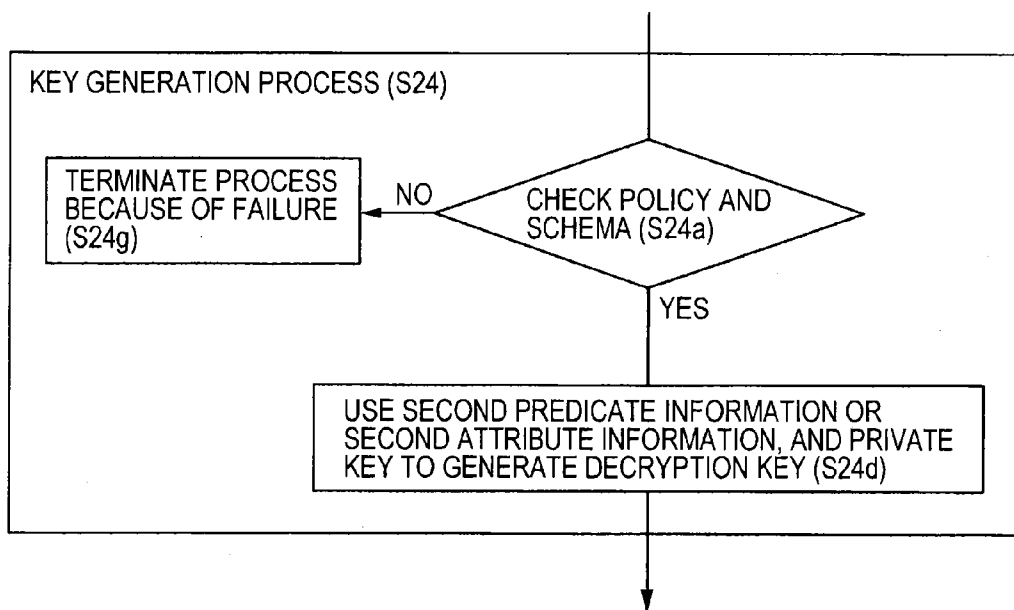 KEY GENERATION PROCESS (S24)
TERMINATE PROCESS
BECAUSE OF FAILURE
(S24g)
NO
CHECK POLICY AND
SCHEMA (S24a)
YES
USE SECOND PREDICATE INFORMATION OR
SECOND ATTRIBUTE INFORMATION, AND PRIVATE
KEY TO GENERATE DECRYPTION KEY (S24d)